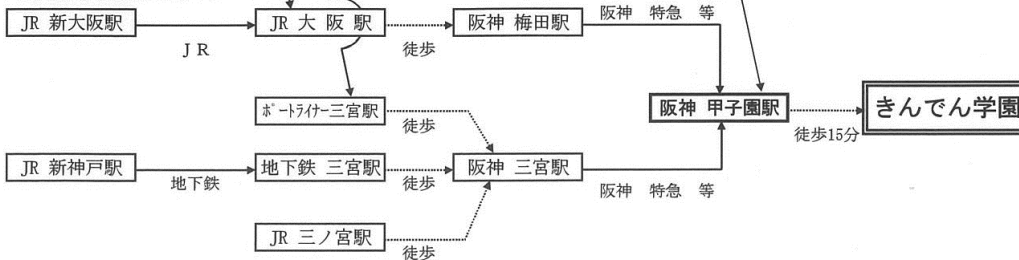 JR 新大阪駅
JR
JR 大 阪 駅
徒歩
阪神 梅田駅
阪神 特急 等
ﾎﾟｰﾄﾗｲﾅｰ三宮駅
徒歩
阪神 甲子園駅
徒歩15分
きんでん学園
JR 新神戸駅
地下鉄
地下鉄 三宮駅
徒歩
阪神 三宮駅
阪神 特急 等
JR 三ノ宮駅
徒歩